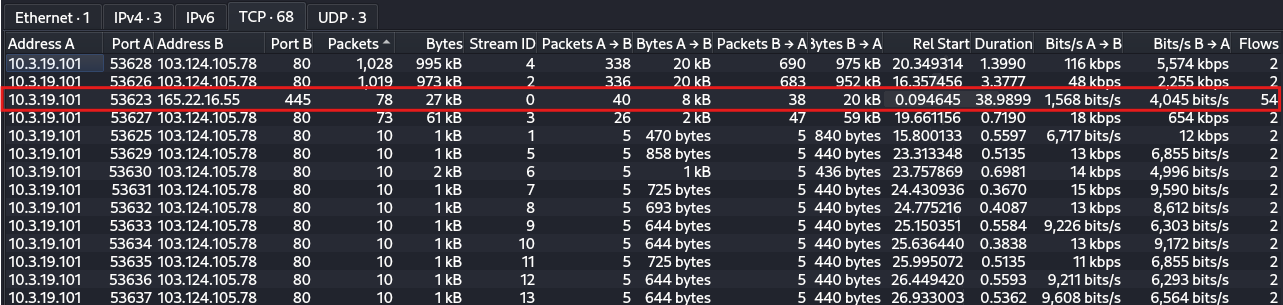 Ethernet · 1 IPv4 · 3 IPv6 TCP · 68 UDP · 3
Address A Port A Address B Port B Packets Bytes Stream ID Packets A → B Bytes A → B Packets B → A Bytes B → A Rel Start Duration Bits/s A → B Bits/s B → A Flows
10.3.19.101 53628 103.124.105.78 80 1,028 995 kB 4 338 20 kB 690 975 kB 20.349314 1.3990 116 kbps 5,574 kbps 2
10.3.19.101 53626 103.124.105.78 80 1,019 973 kB 2 336 20 kB 683 952 kB 16.357456 3.3777 48 kbps 2,255 kbps 2
10.3.19.101 53623 165.22.16.55 445 78 27 kB 0 40 8 kB 38 20 kB 0.094645 38.9899 1,568 bits/s 4,045 bits/s 54
10.3.19.101 53627 103.124.105.78 80 73 61 kB 3 26 2 kB 47 59 kB 19.661156 0.7190 18 kbps 654 kbps 2
10.3.19.101 53625 103.124.105.78 80 10 1 kB 1 5 470 bytes 5 840 bytes 15.800133 0.5597 6,717 bits/s 12 kbps 2
10.3.19.101 53629 103.124.105.78 80 10 1 kB 5 5 858 bytes 5 440 bytes 23.313348 0.5135 13 kbps 6,855 bits/s 2
10.3.19.101 53630 103.124.105.78 80 10 2 kB 6 5 1 kB 5 436 bytes 23.757869 0.6981 14 kbps 4,996 bits/s 2
10.3.19.101 53631 103.124.105.78 80 10 1 kB 7 5 725 bytes 5 440 bytes 24.430936 0.3670 15 kbps 9,590 bits/s 2
10.3.19.101 53632 103.124.105.78 80 10 1 kB 8 5 693 bytes 5 440 bytes 24.775216 0.4087 13 kbps 8,612 bits/s 2
10.3.19.101 53633 103.124.105.78 80 10 1 kB 9 5 644 bytes 5 440 bytes 25.150351 0.5584 9,226 bits/s 6,303 bits/s 2
10.3.19.101 53634 103.124.105.78 80 10 1 kB 10 5 644 bytes 5 440 bytes 25.636440 0.3838 13 kbps 9,172 bits/s 2
10.3.19.101 53635 103.124.105.78 80 10 1 kB 11 5 725 bytes 5 440 bytes 25.995072 0.5135 11 kbps 6,855 bits/s 2
10.3.19.101 53636 103.124.105.78 80 10 1 kB 12 5 644 bytes 5 440 bytes 26.449420 0.5593 9,211 bits/s 6,293 bits/s 2
10.3.19.101 53637 103.124.105.78 80 10 1 kB 13 5 644 bytes 5 440 bytes 26.933003 0.5362 9,608 bits/s 6,564 bits/s 2